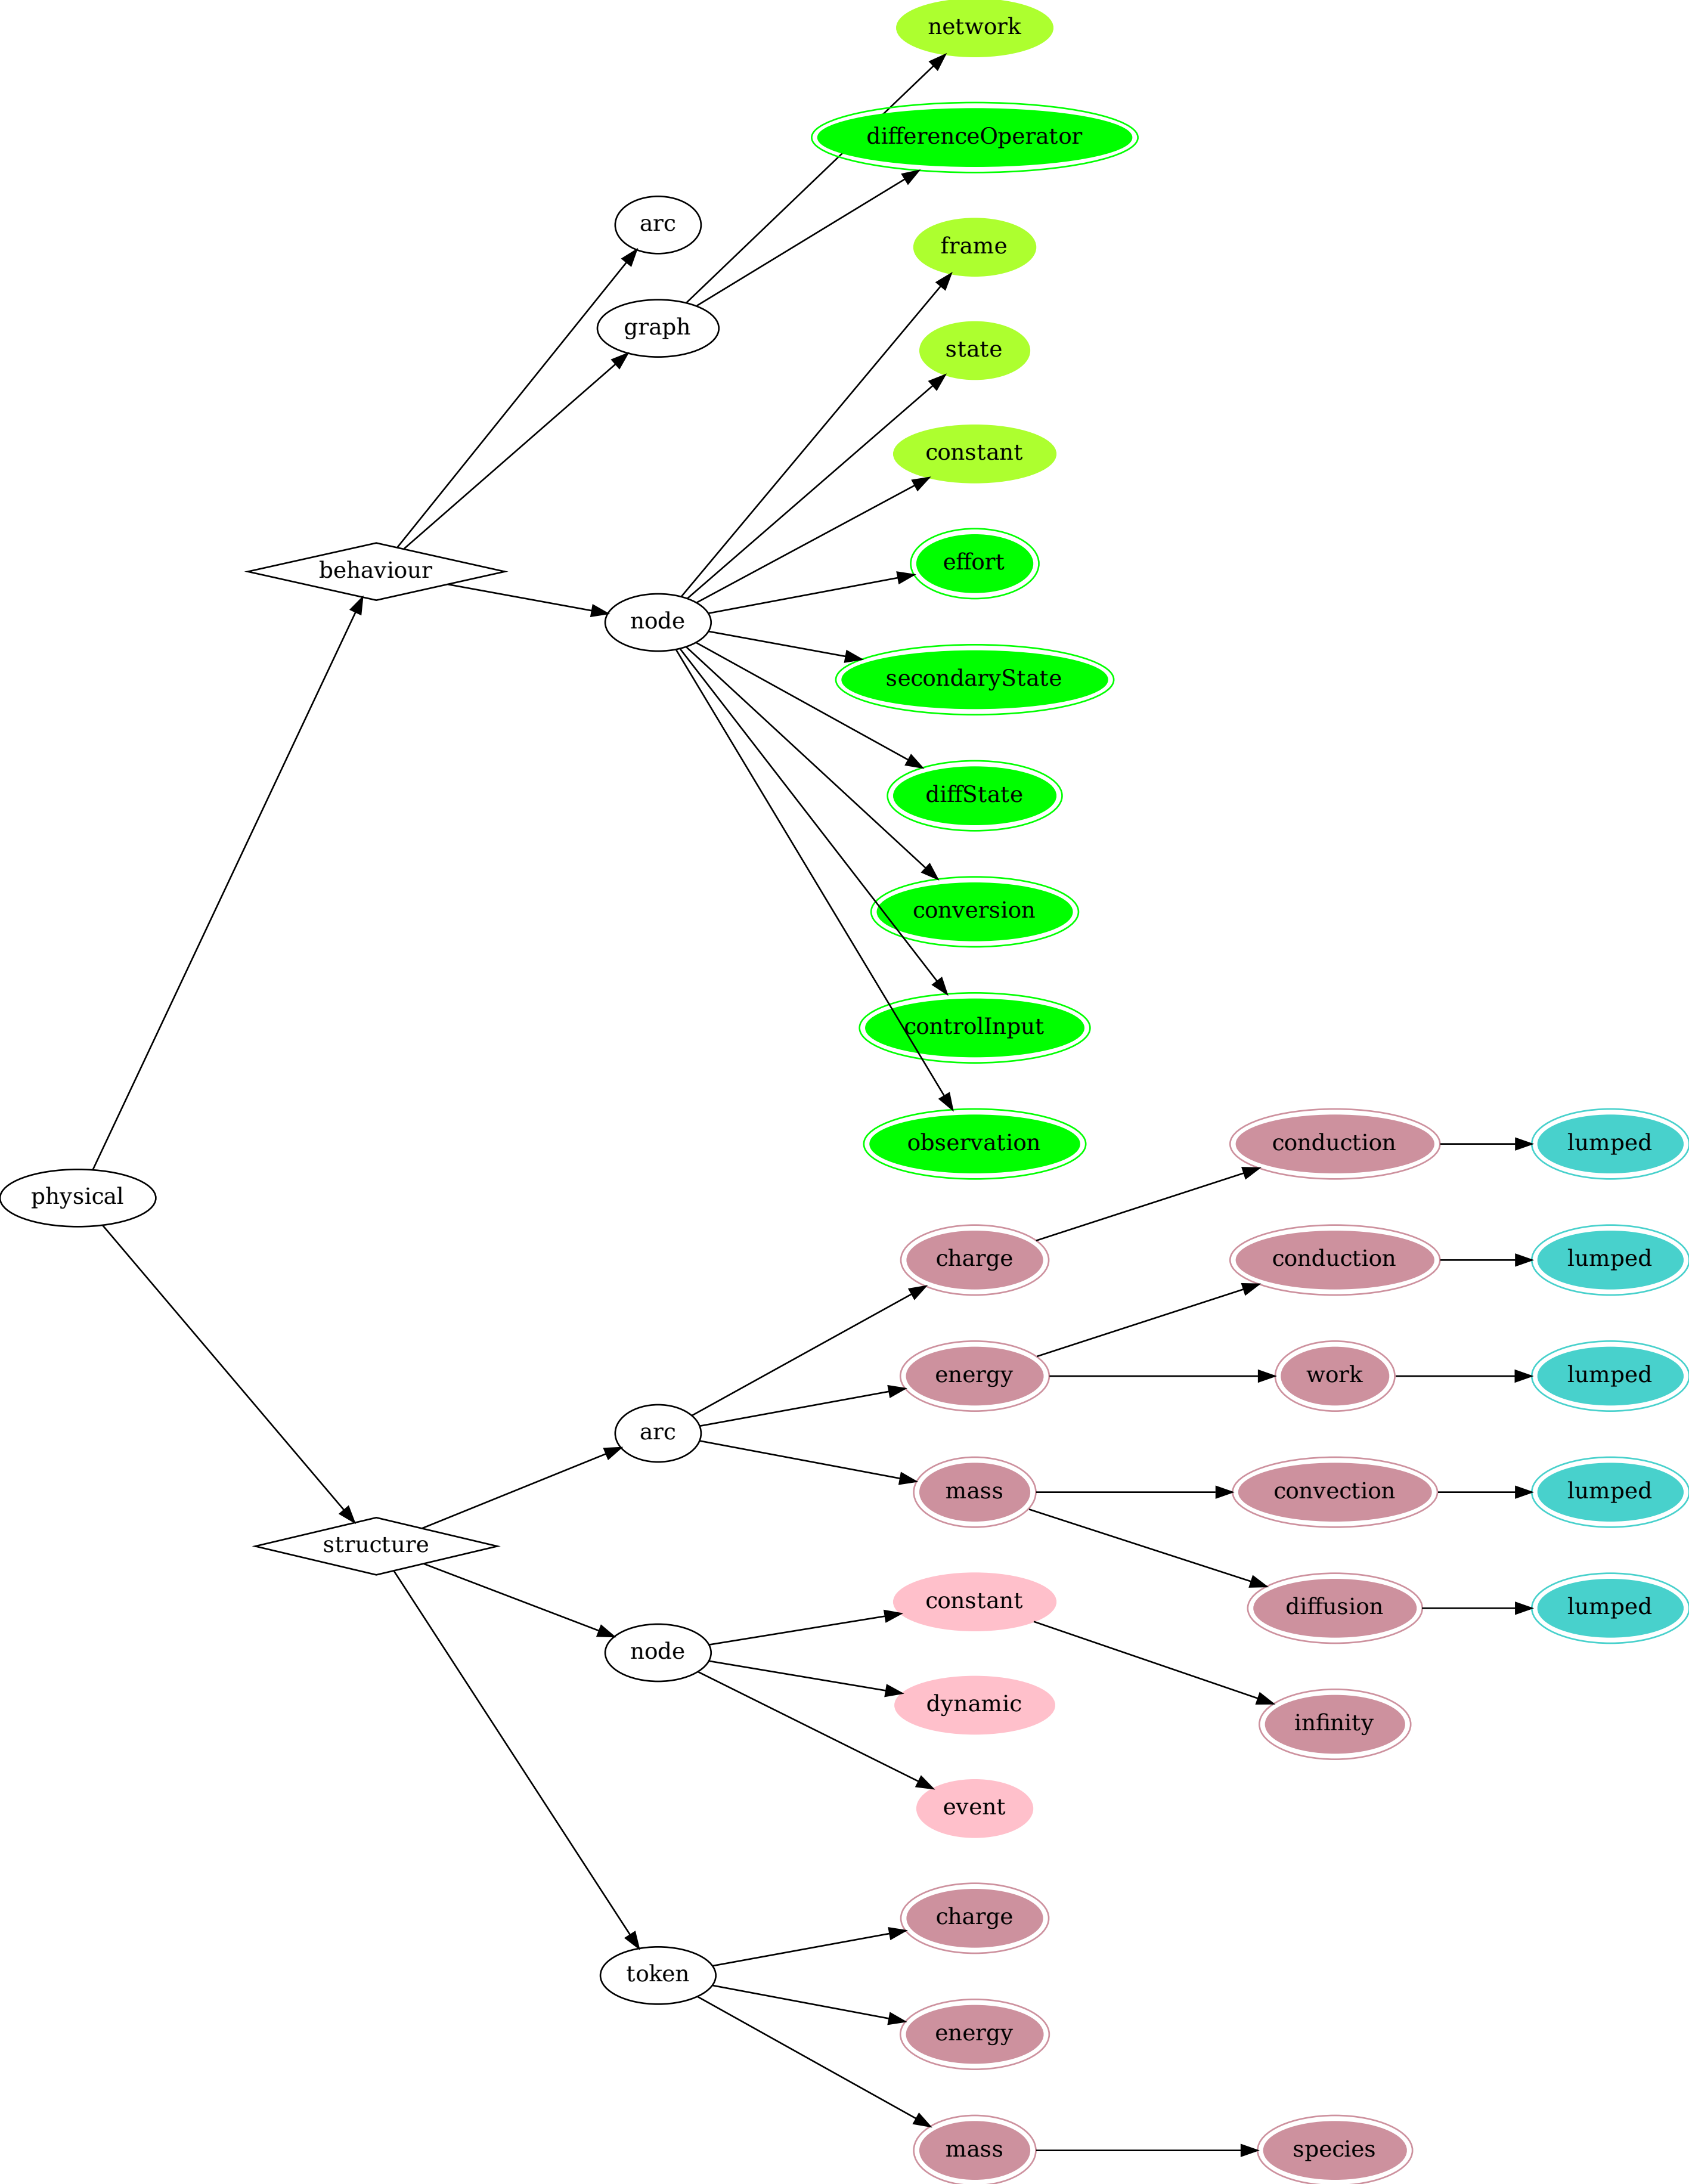 network
differenceOperator
arc
frame
graph
state
constant
effort
behaviour
node
secondaryState
diffState
conversion
controlInput
observation
conduction
lumped
physical
charge
conduction
lumped
energy
work
lumped
arc
mass
convection
lumped
structure
constant
diffusion
lumped
node
dynamic
infinity
event
charge
token
energy
mass
species